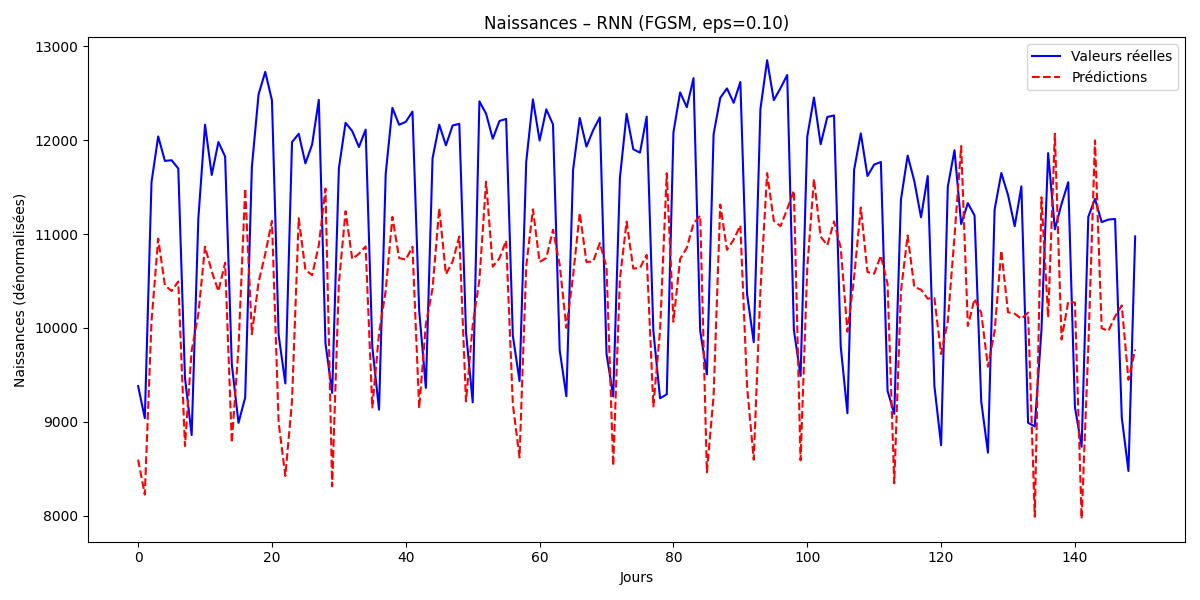 Naissances – RNN (FGSM, eps=0.10)
Valeurs réelles
Prédictions
Naissances (dénormalisées)
13000
12000
11000
10000
9000
8000
0 20 40 60 80 100 120 140
Jours